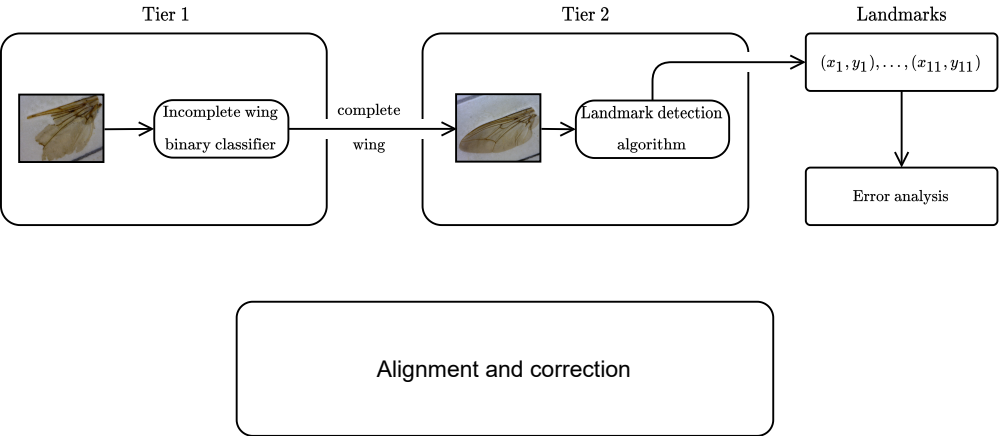 Tier 1
Tier 2
Landmarks
Incomplete wing
binary classifier
complete
wing
Landmark detection
algorithm
(x₁, y₁), . . . , (x₁₁, y₁₁)
Error analysis
Alignment and correction